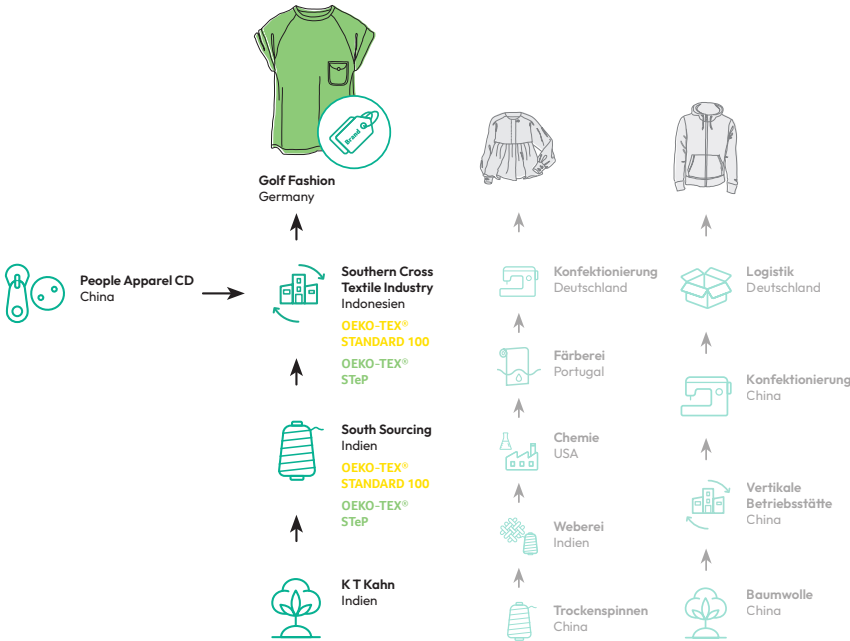 Brand
Golf Fashion
Germany
People Apparel CD
China
Southern Cross
Textile Industry
Indonesien
OEKO-TEX®
STANDARD 100
OEKO-TEX®
STeP
South Sourcing
Indien
OEKO-TEX®
STANDARD 100
OEKO-TEX®
STeP
K T Kahn
Indien
Konfektionierung
Deutschland
Färberei
Portugal
Chemie
USA
Weberei
Indien
Trockenspinnen
China
Logistik
Deutschland
Konfektionierung
China
Vertikale
Betriebsstätte
China
Baumwolle
China